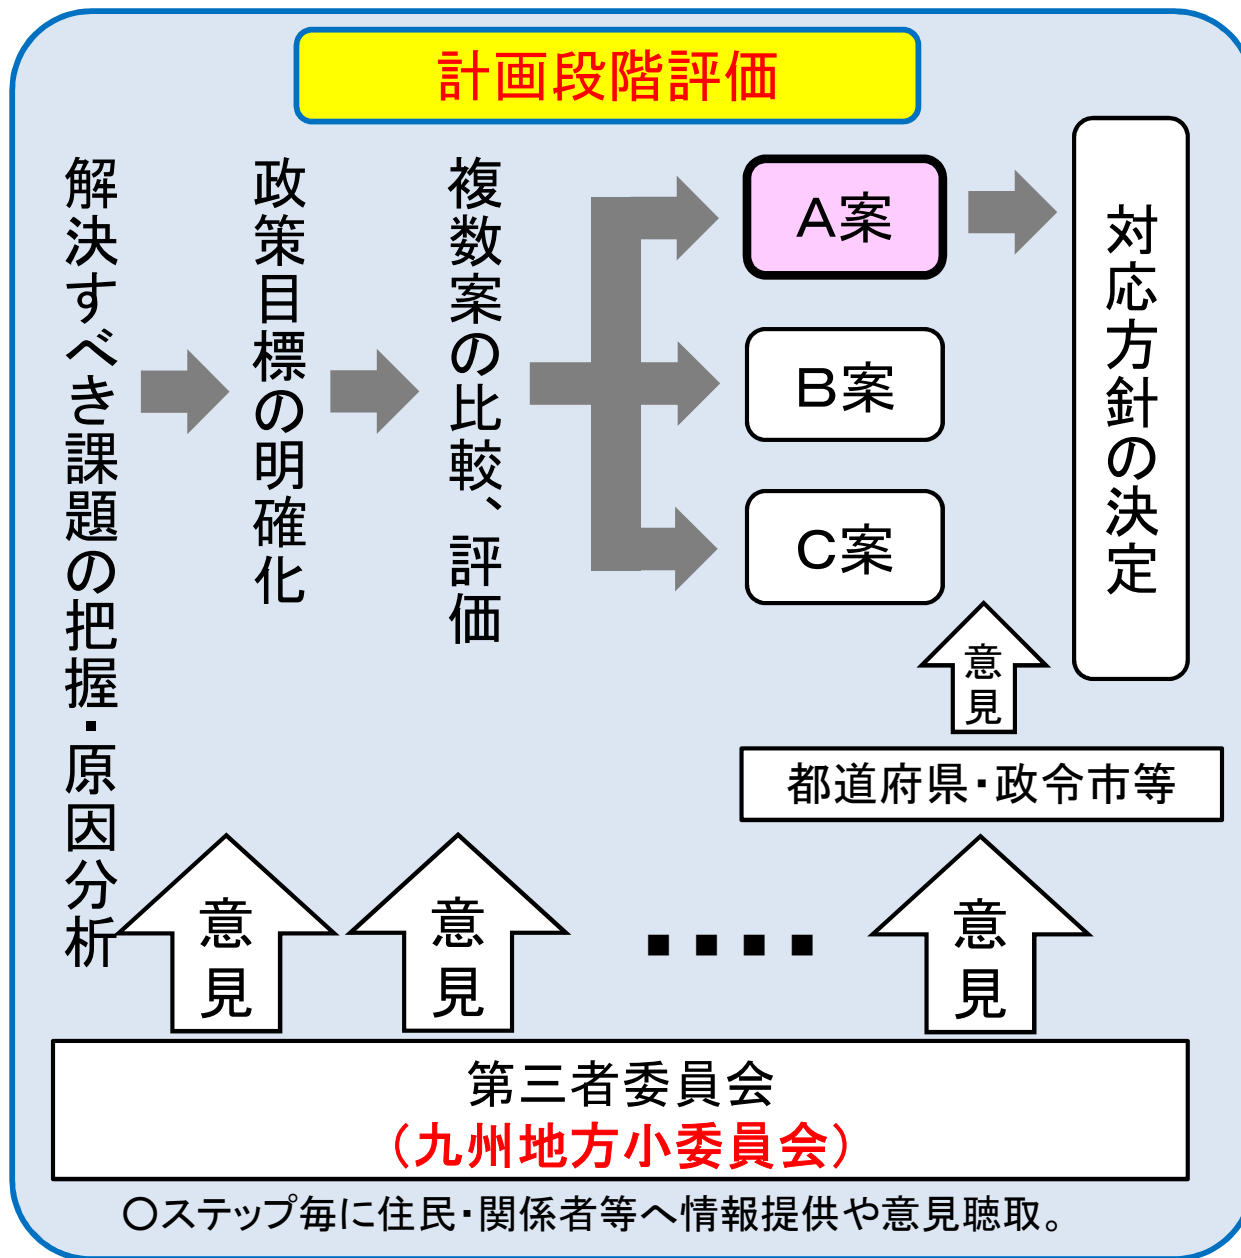 計画段階評価
解決すべき課題の把握・原因分析
政策目標の明確化
複数案の比較、評価
A案
B案
C案
対応方針の決定
意見
都道府県・政令市等
意見
意見
・・・・
意見
第三者委員会
（九州地方小委員会）
○ステップ毎に住民・関係者等へ情報提供や意見聴取。